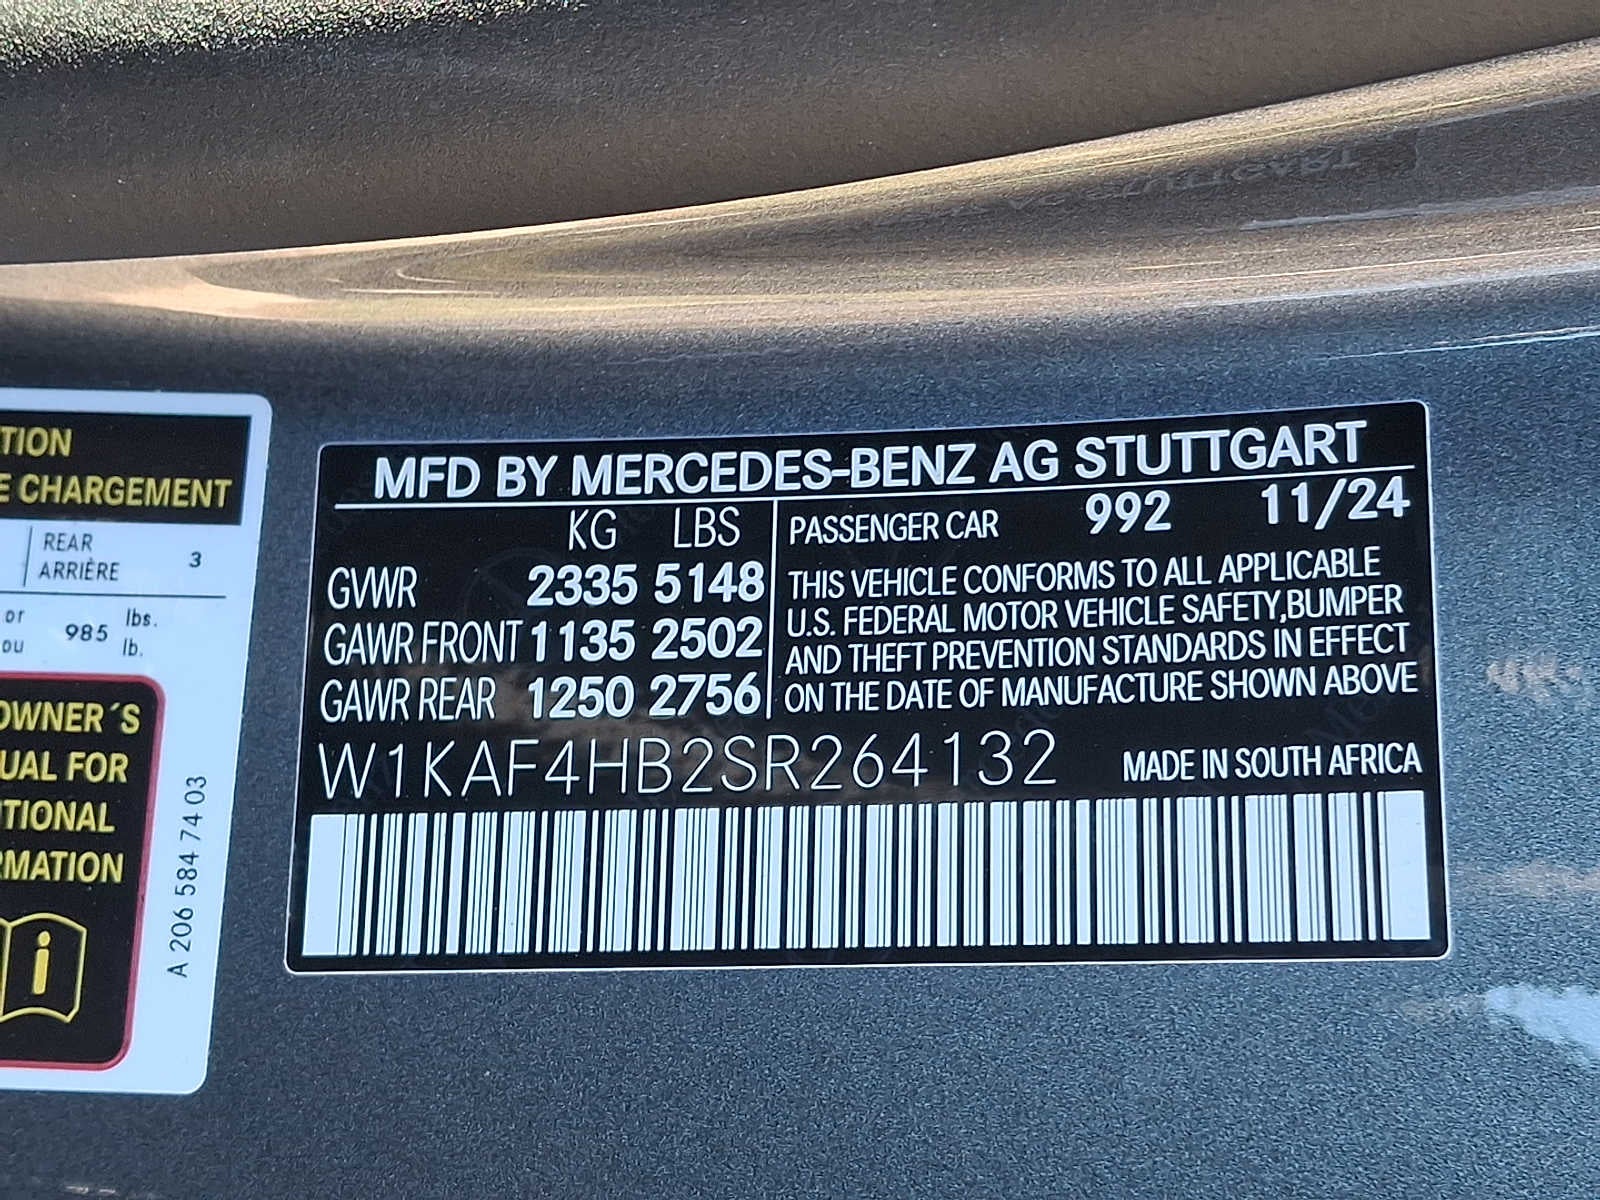 TION
E CHARGEMENT
REAR 3
ARRIÈRE
or 985 lbs.
ou lb.
OWNER´S
UAL FOR
TIONAL
RMATION
A 206 584 74 03
MFD BY MERCEDES-BENZ AG STUTTGART
KG LBS
GVWR 2335 5148
GAWR FRONT 1135 2502
GAWR REAR 1250 2756
PASSENGER CAR 992 11/24
THIS VEHICLE CONFORMS TO ALL APPLICABLE
U.S. FEDERAL MOTOR VEHICLE SAFETY,BUMPER
AND THEFT PREVENTION STANDARDS IN EFFECT
ON THE DATE OF MANUFACTURE SHOWN ABOVE
W1KAF4HB2SR264132
MADE IN SOUTH AFRICA